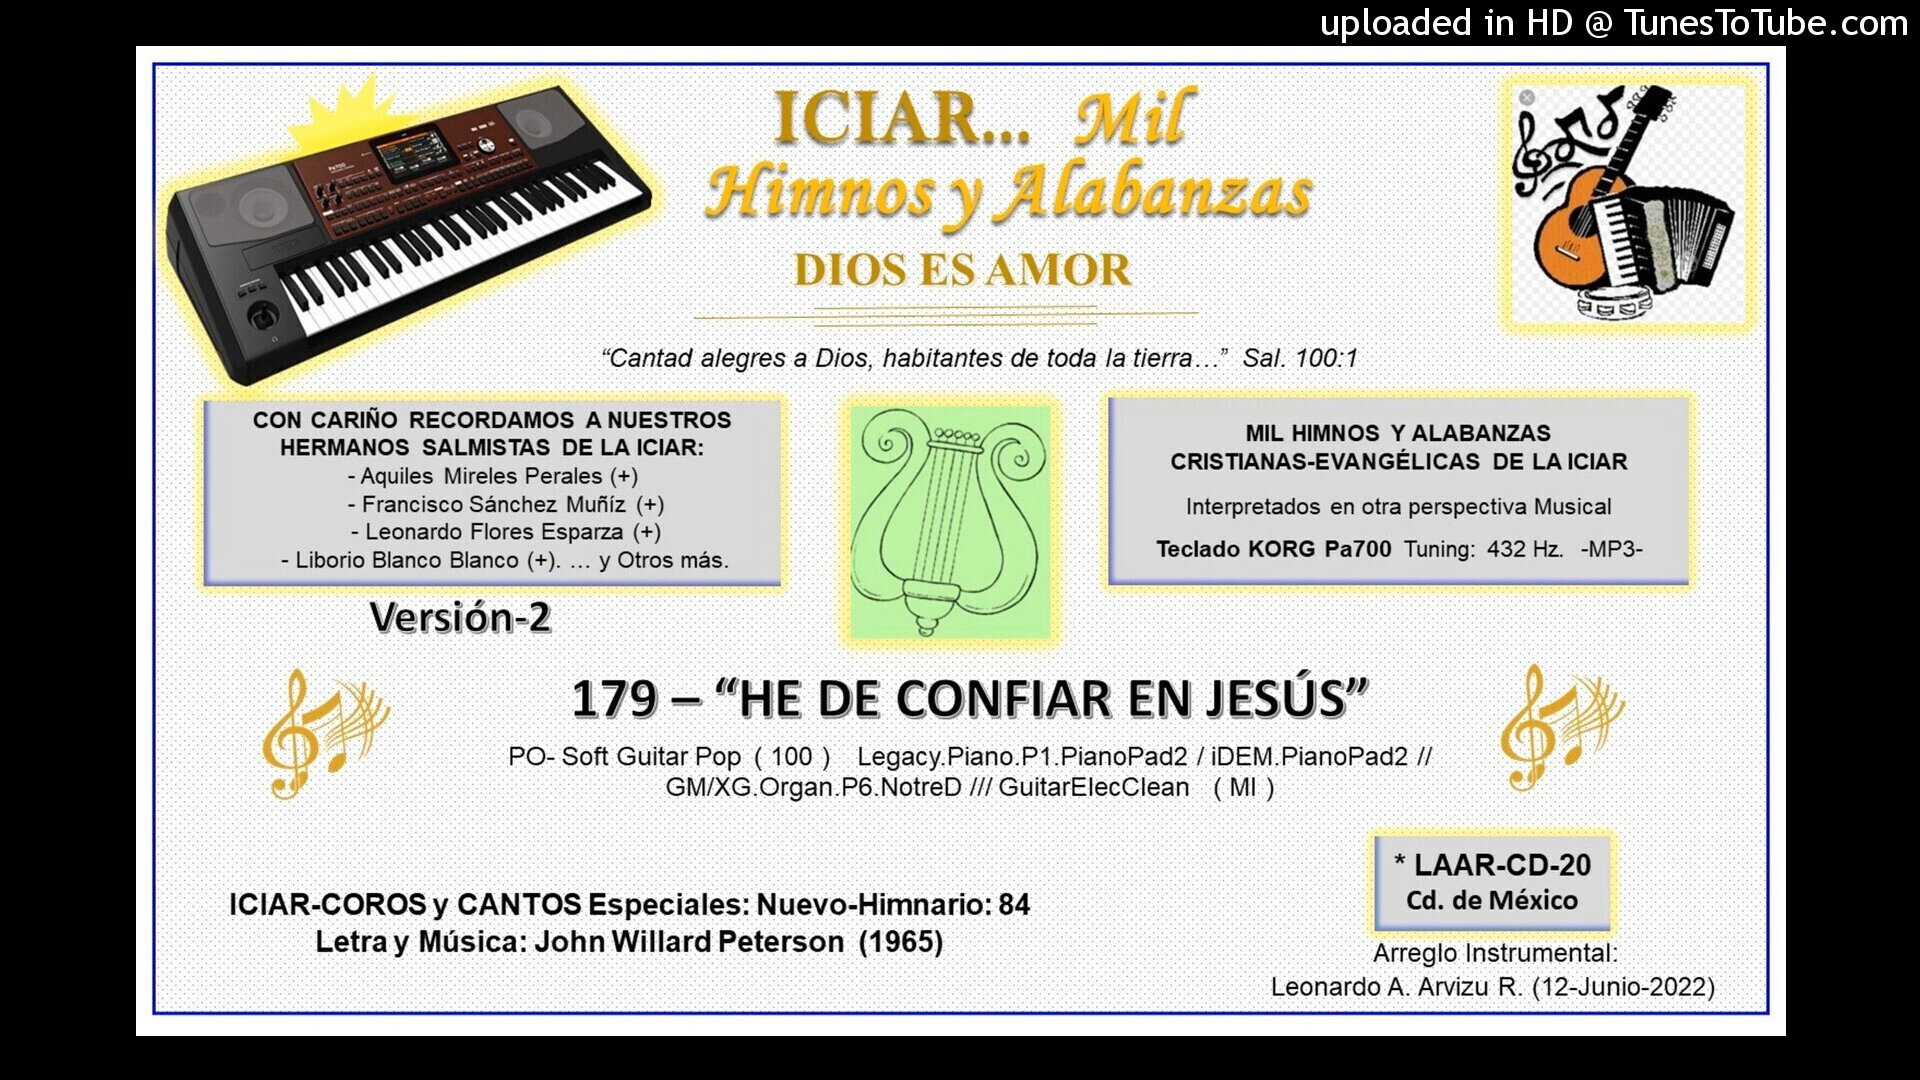 uploaded in HD @ TunesToTube.com
ICIAR... Mil
Himnos y Alabanzas
DIOS ES AMOR
“Cantad alegres a Dios, habitantes de toda la tierra…” Sal. 100:1
CON CARIÑO RECORDAMOS A NUESTROS
HERMANOS SALMISTAS DE LA ICIAR:
- Aquiles Mireles Perales (+)
- Francisco Sánchez Muñíz (+)
- Leonardo Flores Esparza (+)
- Liborio Blanco Blanco (+). … y Otros más.
MIL HIMNOS Y ALABANZAS
CRISTIANAS-EVANGÉLICAS DE LA ICIAR
Interpretados en otra perspectiva Musical
Teclado KORG Pa700 Tuning: 432 Hz. -MP3-
Versión-2
179 – “HE DE CONFIAR EN JESÚS”
PO- Soft Guitar Pop ( 100 ) Legacy.Piano.P1.PianoPad2 / iDEM.PianoPad2 //
GM/XG.Organ.P6.NotreD /// GuitarElecClean ( MI )
ICIAR-COROS y CANTOS Especiales: Nuevo-Himnario: 84
Letra y Música: John Willard Peterson (1965)
* LAAR-CD-20
Cd. de México
Arreglo Instrumental:
Leonardo A. Arvizu R. (12-Junio-2022)